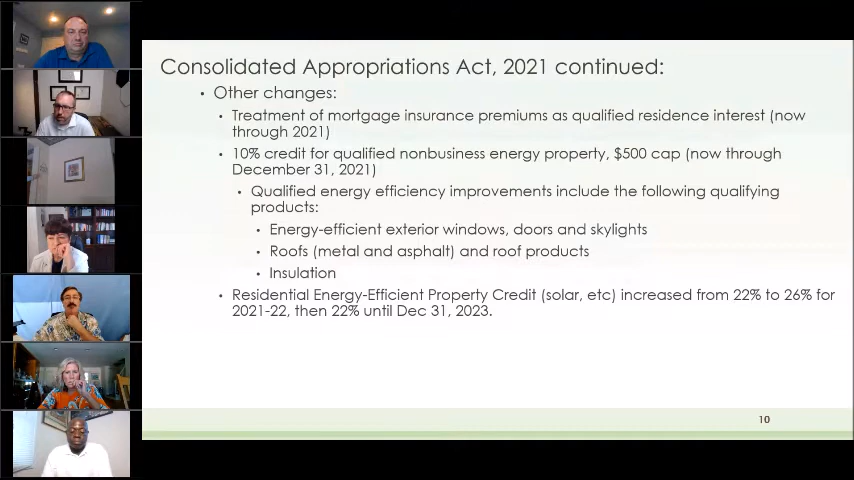 Consolidated Appropriations Act, 2021 continued:
• Other changes:
• Treatment of mortgage insurance premiums as qualified residence interest (now
through 2021)
• 10% credit for qualified nonbusiness energy property, $500 cap (now through
December 31, 2021)
• Qualified energy efficiency improvements include the following qualifying
products:
• Energy-efficient exterior windows, doors and skylights
• Roofs (metal and asphalt) and roof products
• Insulation
• Residential Energy-Efficient Property Credit (solar, etc) increased from 22% to 26% for
2021-22, then 22% until Dec 31, 2023.
10